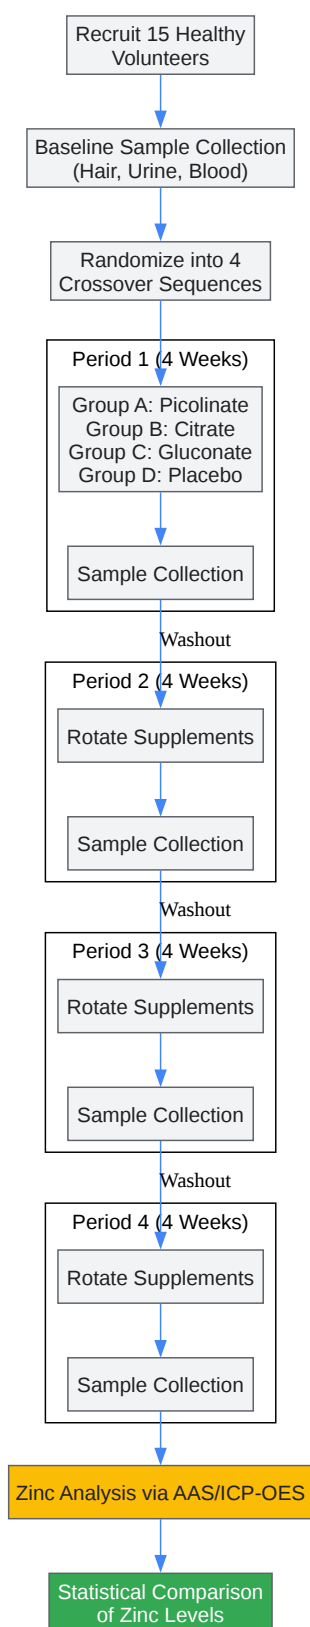 Recruit 15 Healthy
Volunteers
Baseline Sample Collection
(Hair, Urine, Blood)
Randomize into 4
Crossover Sequences
Period 1 (4 Weeks)
Group A: Picolinate
Group B: Citrate
Group C: Gluconate
Group D: Placebo
Sample Collection
Washout
Period 2 (4 Weeks)
Rotate Supplements
Sample Collection
Washout
Period 3 (4 Weeks)
Rotate Supplements
Sample Collection
Washout
Period 4 (4 Weeks)
Rotate Supplements
Sample Collection
Zinc Analysis via AAS/ICP-OES
Statistical Comparison
of Zinc Levels